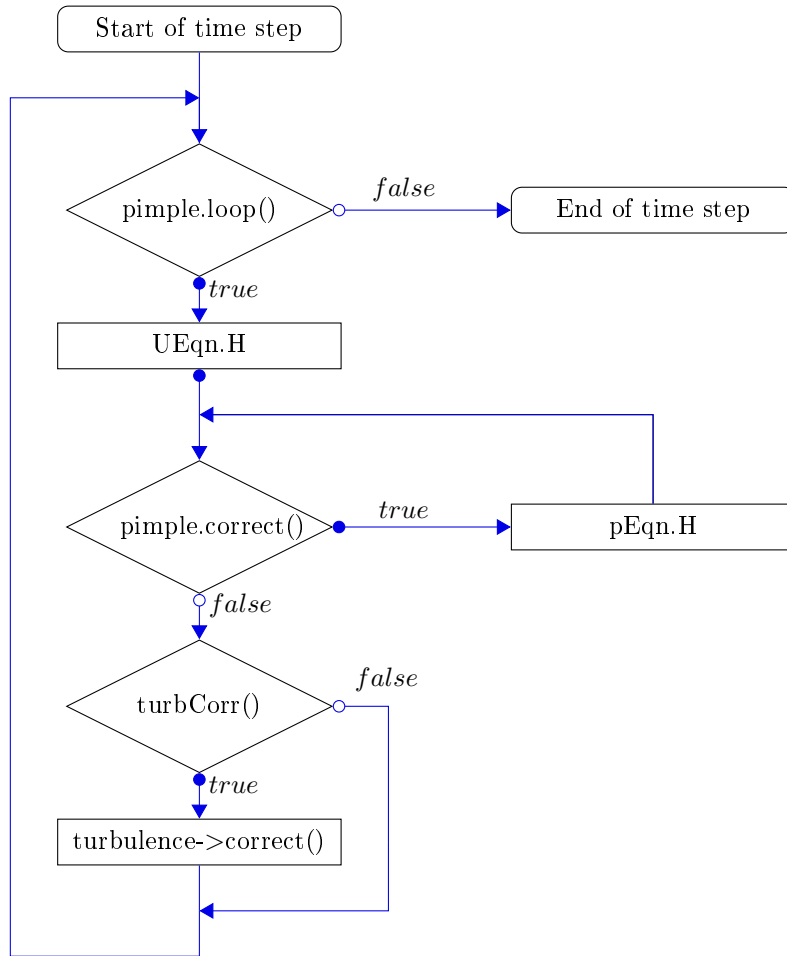 Start of time step
pimple.loop()
false
End of time step
true
UEqn.H
pimple.correct()
true
pEqn.H
false
turbCorr()
false
true
turbulence->correct()